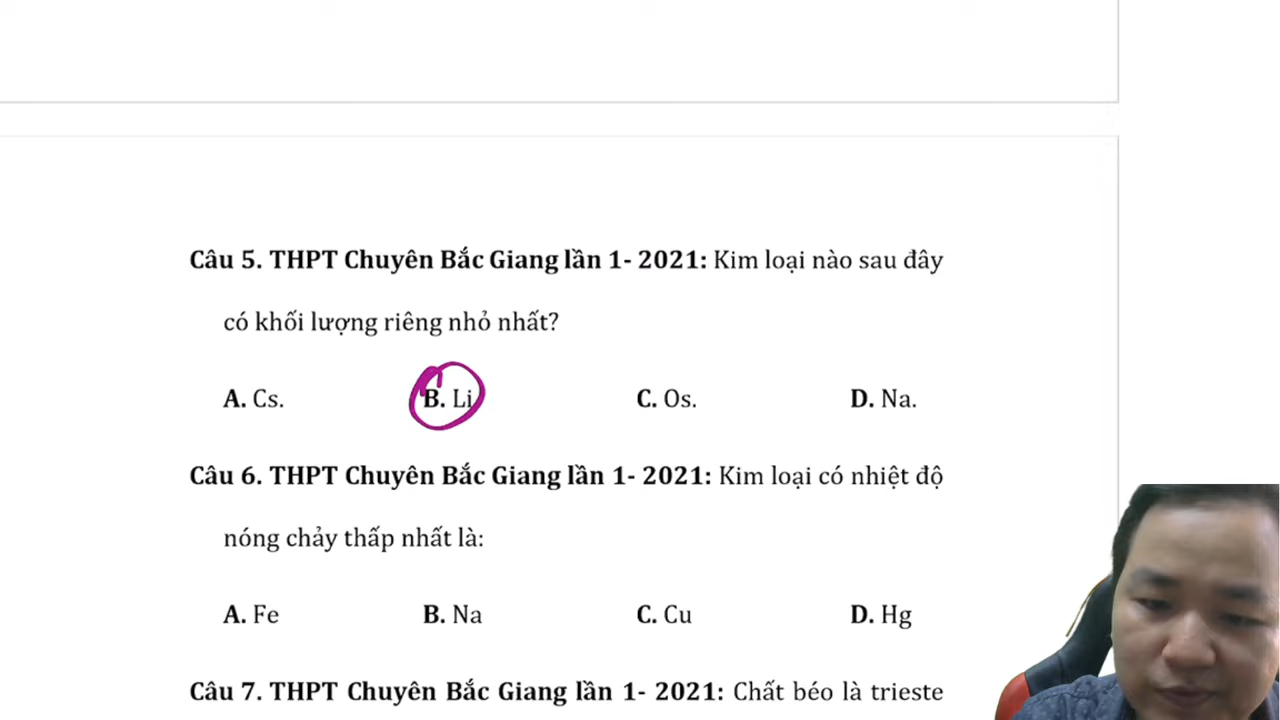 Câu 5. THPT Chuyên Bắc Giang lần 1- 2021: Kim loại nào sau đây
có khối lượng riêng nhỏ nhất?
A. Cs. B. Li C. Os. D. Na.
Câu 6. THPT Chuyên Bắc Giang lần 1- 2021: Kim loại có nhiệt độ
nóng chảy thấp nhất là:
A. Fe B. Na C. Cu D. Hg
Câu 7. THPT Chuyên Bắc Giang lần 1- 2021: Chất béo là trieste